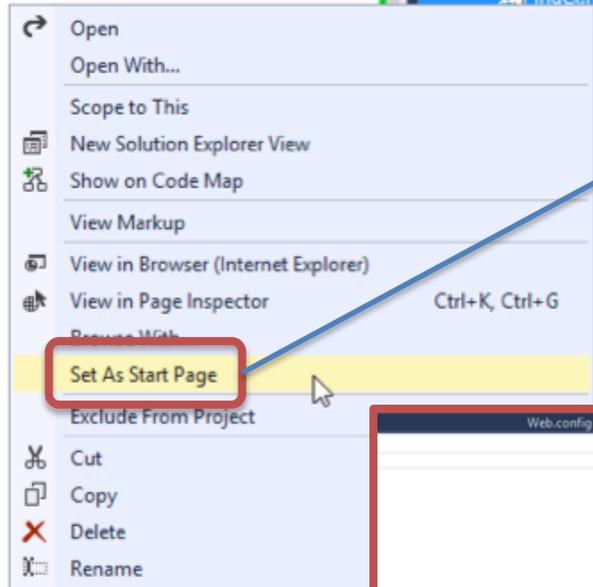 Open
Open With...
Scope to This
New Solution Explorer View
Show on Code Map
View Markup
View in Browser (Internet Explorer)
View in Page Inspector Ctrl+K, Ctrl+G
Browse With
Set As Start Page
Exclude From Project
Web.config
Cut
Copy
Delete
Rename